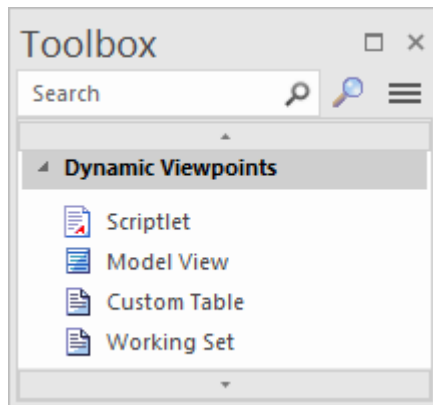 Toolbox
Search
Dynamic Viewpoints
Scriptlet
Model View
Custom Table
Working Set